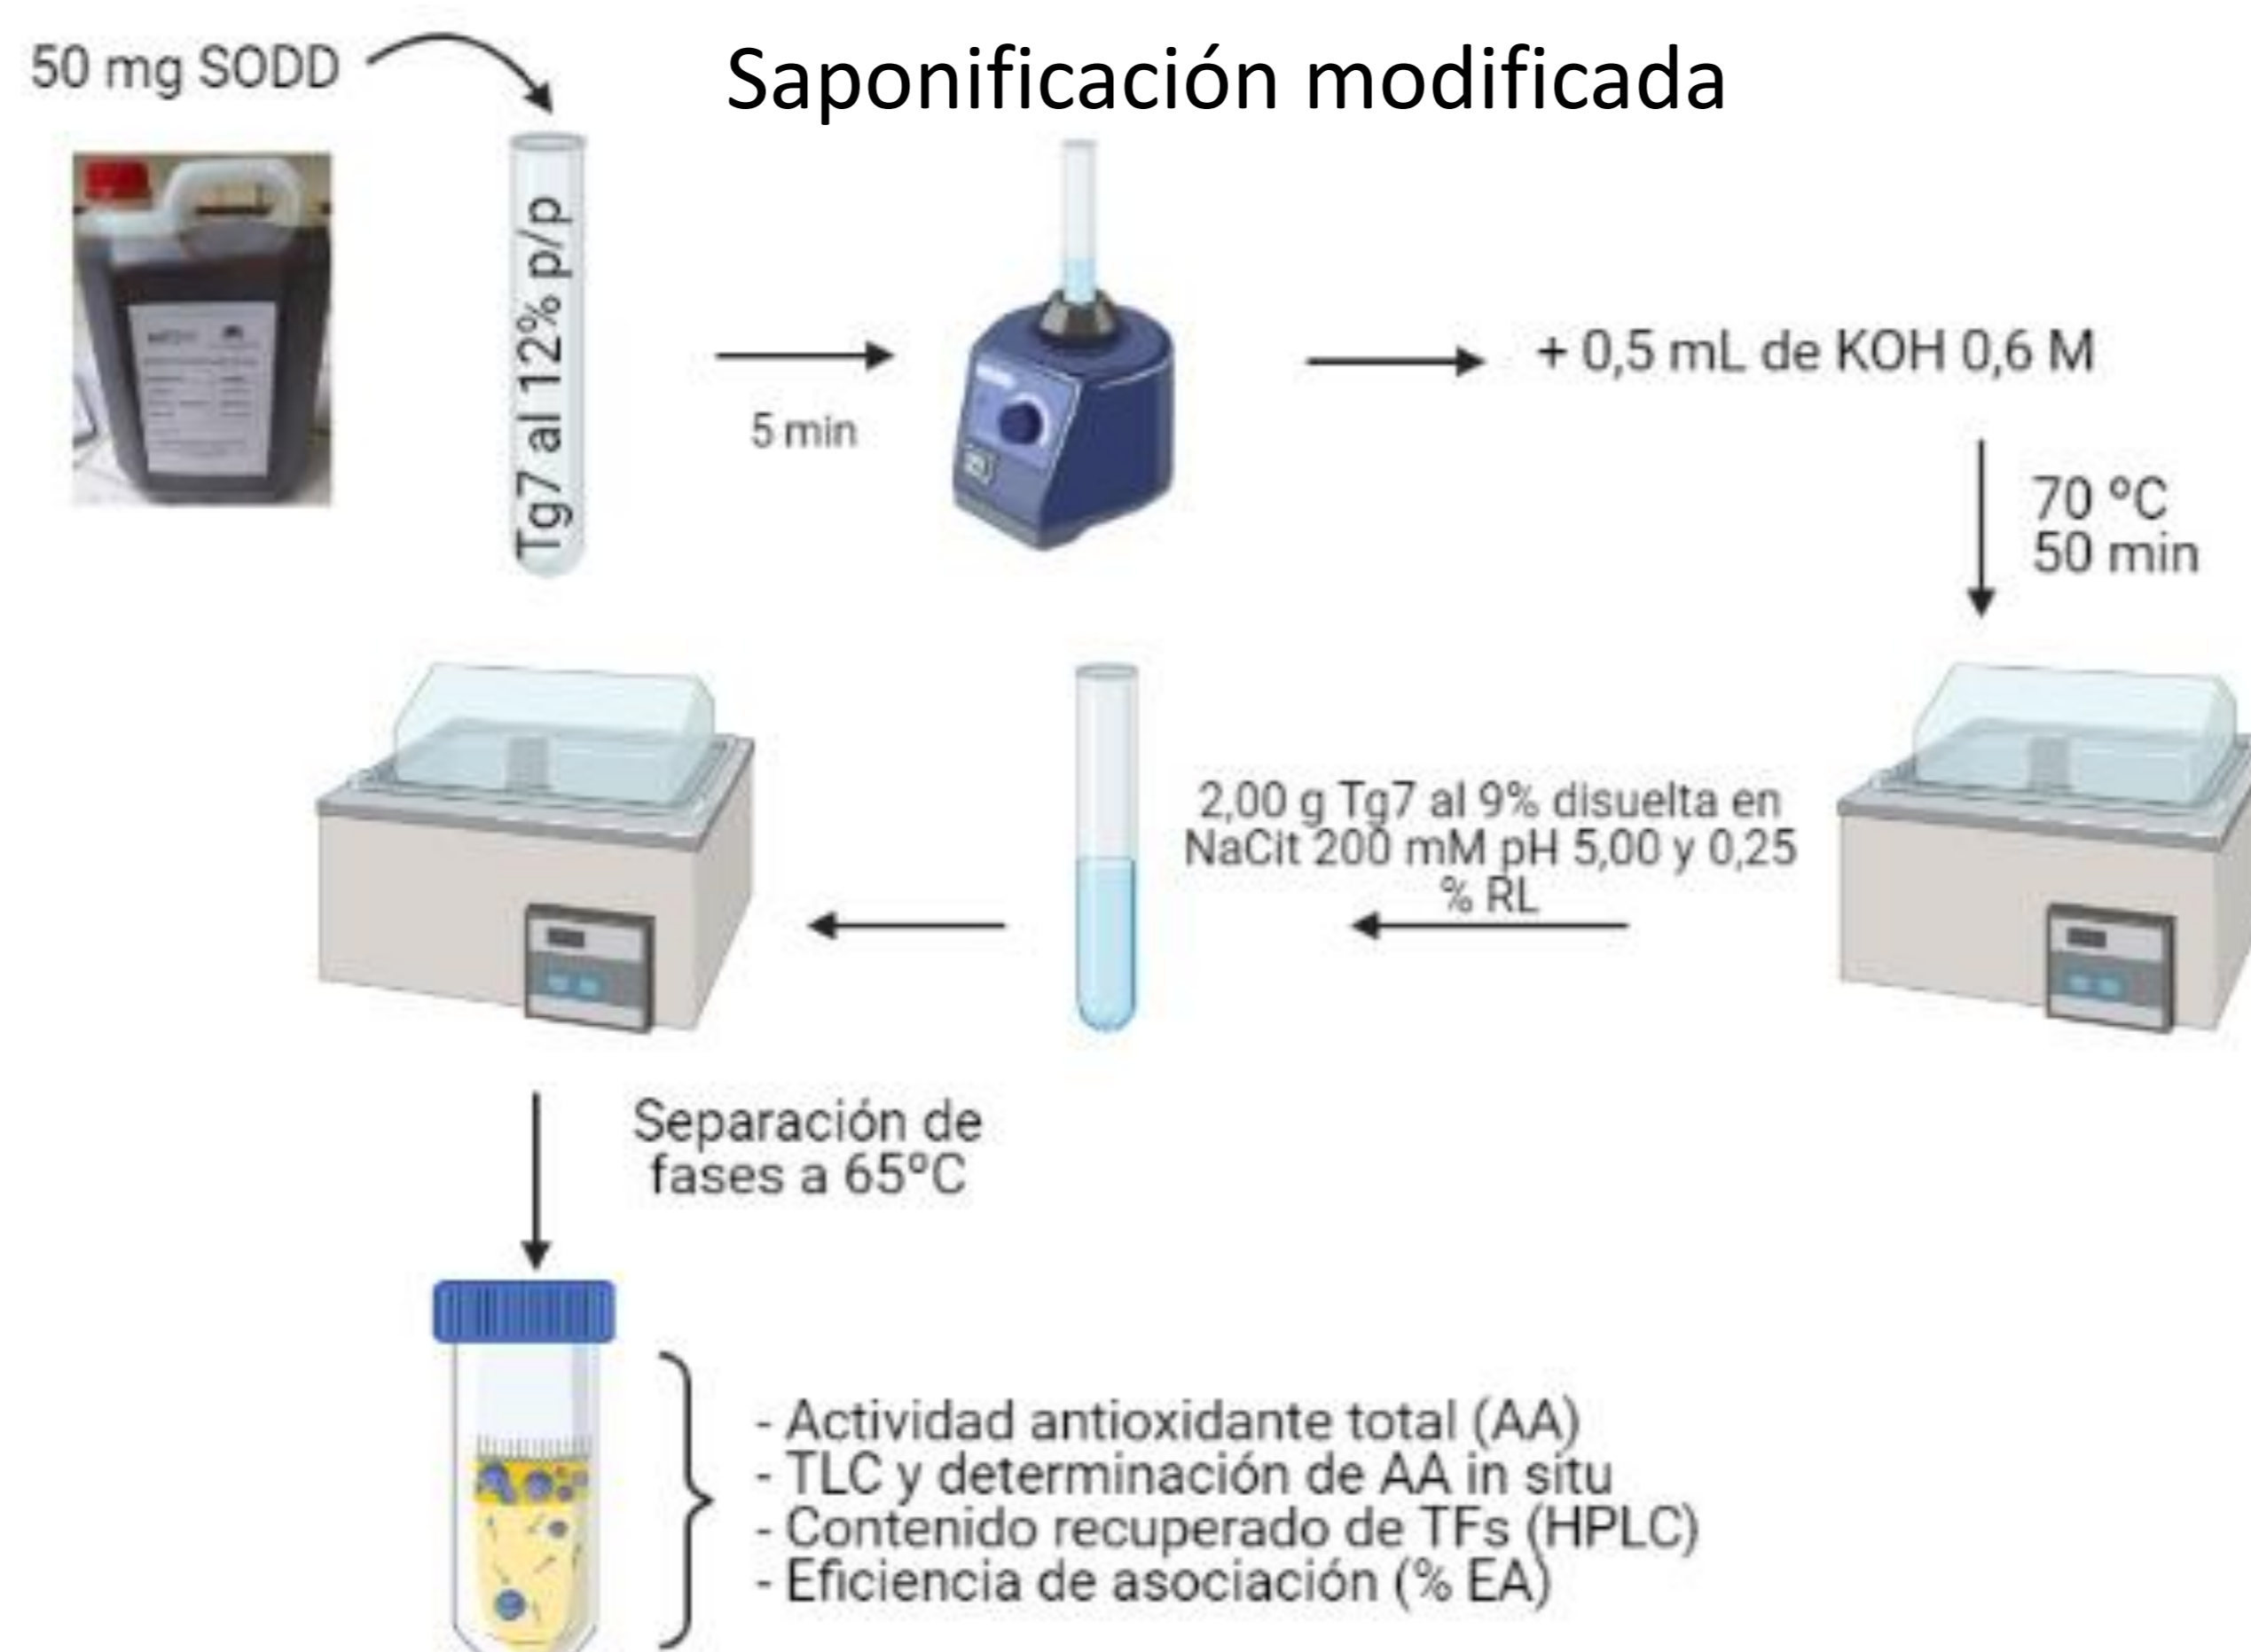 50 mg SODD
Saponificación modificada
Tg7 al 12% p/p
5 min
+ 0,5 mL de KOH 0,6 M
70 ºC
50 min
2,00 g Tg7 al 9% disuelta en
NaCit 200 mM pH 5,00 y 0,25
% RL
Separación de
fases a 65ºC
- Actividad antioxidante total (AA)
- TLC y determinación de AA in situ
- Contenido recuperado de TFs (HPLC)
- Eficiencia de asociación (% EA)